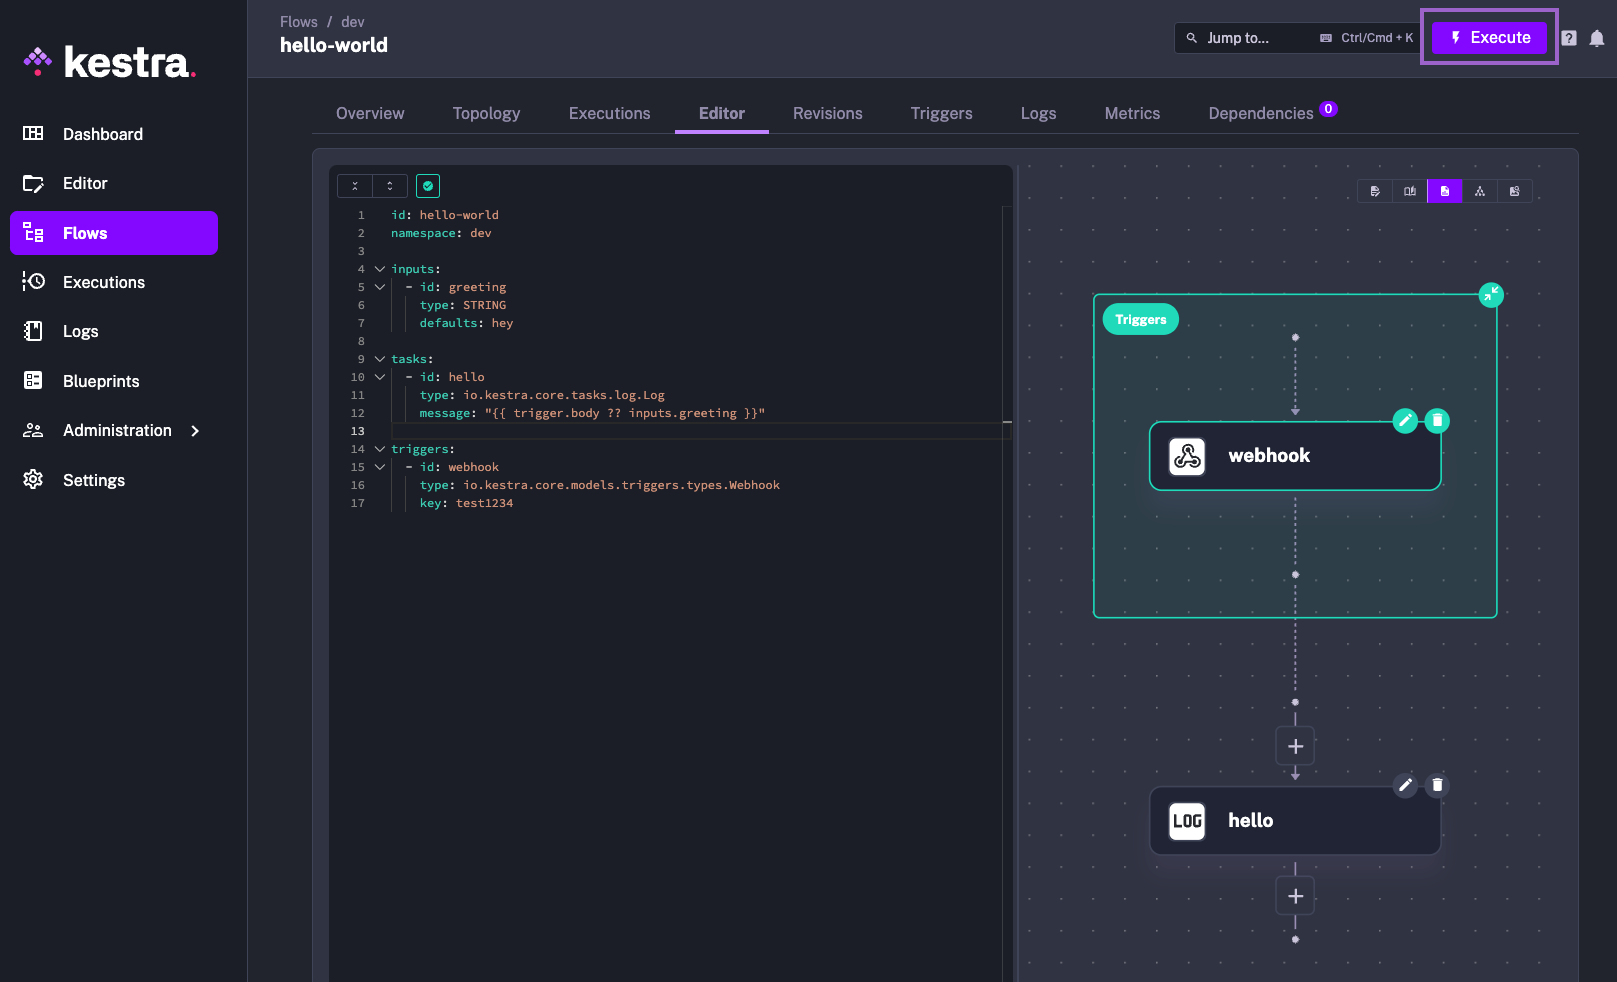 kestra.
Dashboard
Editor
Flows
Executions
Logs
Blueprints
Administration
Settings
Flows / dev
hello-world
Jump to... Ctrl/Cmd + K
Execute
?
Overview Topology Executions Editor Revisions Triggers Logs Metrics Dependencies 0
1 id: hello-world
2 namespace: dev
3
4 inputs:
5 - id: greeting
6 type: STRING
7 defaults: hey
8
9 tasks:
10 - id: hello
11 type: io.kestra.core.tasks.log.Log
12 message: "{{ trigger.body ?? inputs.greeting }}"
13
14 triggers:
15 - id: webhook
16 type: io.kestra.core.models.triggers.types.Webhook
17 key: test1234
Triggers
webhook
+
LOG hello
+